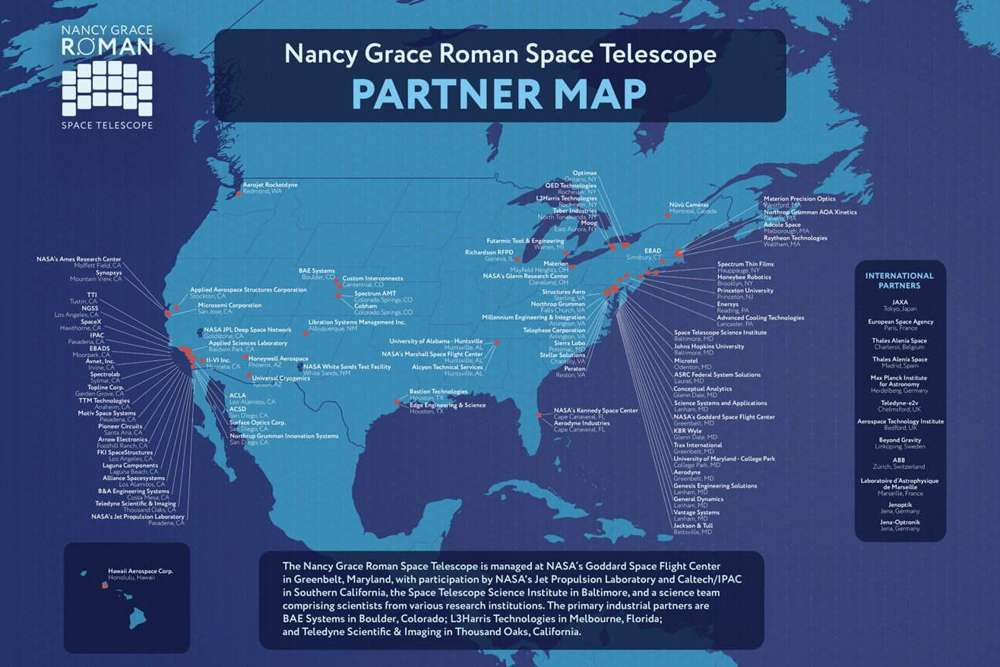 NANCY GRACE
ROMAN
SPACE TELESCOPE
Nancy Grace Roman Space Telescope
PARTNER MAP
Aerojet Rocketdyne
Redmond, WA
NASA's Ames Research Center
Moffett Field, CA
Synopsys
Mountain View, CA
TTI
Tustin, CA
NGSS
Los Angeles, CA
SpaceX
Hawthorne, CA
IPAC
Pasadena, CA
EBADS
Moorpark, CA
Avnet, Inc.
Irvine, CA
Spectrolab
Sylmar, CA
Topline Corp.
Garden Grove, CA
TTM Technologies
Anaheim, CA
Motiv Space Systems
Pasadena, CA
Pioneer Circuits
Santa Ana, CA
Arrow Electronics
Foothill Ranch, CA
FKI SpaceStructures
Los Angeles, CA
Laguna Components
Laguna Beach, CA
Alliance Spacesystems
Los Alamitos, CA
B&A Engineering Systems
Costa Mesa, CA
Teledyne Scientific & Imaging
Thousand Oaks, CA
NASA's Jet Propulsion Laboratory
Pasadena, CA
Applied Aerospace Structures Corporation
Stockton, CA
Microsemi Corporation
San Jose, CA
NASA JPL Deep Space Network
Goldstone, CA
Applied Sciences Laboratory
Baldwin Park, CA
II-VI Inc.
Murrieta, CA
Honeywell Aerospace
Phoenix, AZ
Universal Cryogenics
Tucson, AZ
ACLA
Los Alamitos, CA
ACSD
San Diego, CA
Surface Optics Corp.
San Diego, CA
Northrup Grumman Innovation Systems
San Diego, CA
BAE Systems
Boulder, CO
Custom Interconnects
Centennial, CO
Spectrum AMT
Colorado Springs, CO
Cobham
Colorado Springs, CO
Libration Systems Management Inc.
Albuquerque, NM
NASA White Sands Test Facility
White Sands, NM
University of Alabama - Huntsville
Huntsville, AL
NASA's Marshall Space Flight Center
Huntsville, AL
Alcyon Technical Services
Huntsville, AL
Bastion Technologies
Houston, TX
Edge Engineering & Science
Houston, TX
NASA's Kennedy Space Center
Cape Canaveral, FL
Aerodyne Industries
Cape Canaveral, FL
Optimax
Ontario, NY
QED Technologies
Rochester, NY
L3Harris Technologies
Rochester, NY
Taber Industries
North Tonawanda, NY
Moog
East Aurora, NY
Futarmic Tool & Engineering
Warren, MI
Richardson RFPD
Geneva, IL
Materion
Mayfield Heights, OH
NASA's Glenn Research Center
Cleveland, OH
Structures Aero
Sterling, VA
Northrop Grumman
Falls Church, VA
Millennium Engineering & Integration
Arlington, VA
Telophase Corporation
Arlington, VA
Sierra Lobo
Potomac, MD
Stellar Solutions
Chantilly, VA
Peraton
Reston, VA
Nüvü Camēras
Montreal, Canada
EBAD
Simsbury, CT
Materion Precision Optics
Westford, MA
Northrop Grumman AOA Xinetics
Devens, MA
Adcole Space
Malborough, MA
Raytheon Technologies
Waltham, MA
Spectrum Thin Films
Hauppauge, NY
Honeybee Robotics
Brooklyn, NY
Princeton University
Princeton, NJ
Enersys
Reading, PA
Advanced Cooling Technologies
Lancaster, PA
Space Telescope Science Institute
Baltimore, MD
Johns Hopkins University
Baltimore, MD
Microtel
Odenton, MD
ASRC Federal System Solutions
Laurel, MD
Conceptual Analytics
Glenn Dale, MD
Science Systems and Applications
Lanham, MD
NASA's Goddard Space Flight Center
Greenbelt, MD
KBR Wyle
Glenn Dale, MD
Trax International
Greenbelt, MD
University of Maryland - College Park
College Park, MD
Aerodyne
Greenbelt, MD
Genesis Engineering Solutions
Lanham, MD
General Dynamics
Lanham, MD
Vantage Systems
Lanham, MD
Jackson & Tull
Beltsville, MD
INTERNATIONAL
PARTNERS
JAXA
Tokyo, Japan
European Space Agency
Paris, France
Thales Alenia Space
Charleroi, Belgium
Thales Alenia Space
Madrid, Spain
Max Planck Institute
for Astronomy
Heidelberg, Germany
Teledyne-e2v
Chelmsford, UK
Aerospace Technology Institute
Bedford, UK
Beyond Gravity
Linköping, Sweden
ABB
Zürich, Switzerland
Laboratoire d'Astrophysique
de Marseille
Marseille, France
Jenoptik
Jena, Germany
Jena-Optronik
Jena, Germany
Hawaii Aerospace Corp.
Honolulu, Hawaii
The Nancy Grace Roman Space Telescope is managed at NASA's Goddard Space Flight Center
in Greenbelt, Maryland, with participation by NASA's Jet Propulsion Laboratory and Caltech/IPAC
in Southern California, the Space Telescope Science Institute in Baltimore, and a science team
comprising scientists from various research institutions. The primary industrial partners are
BAE Systems in Boulder, Colorado; L3Harris Technologies in Melbourne, Florida;
and Teledyne Scientific & Imaging in Thousand Oaks, California.